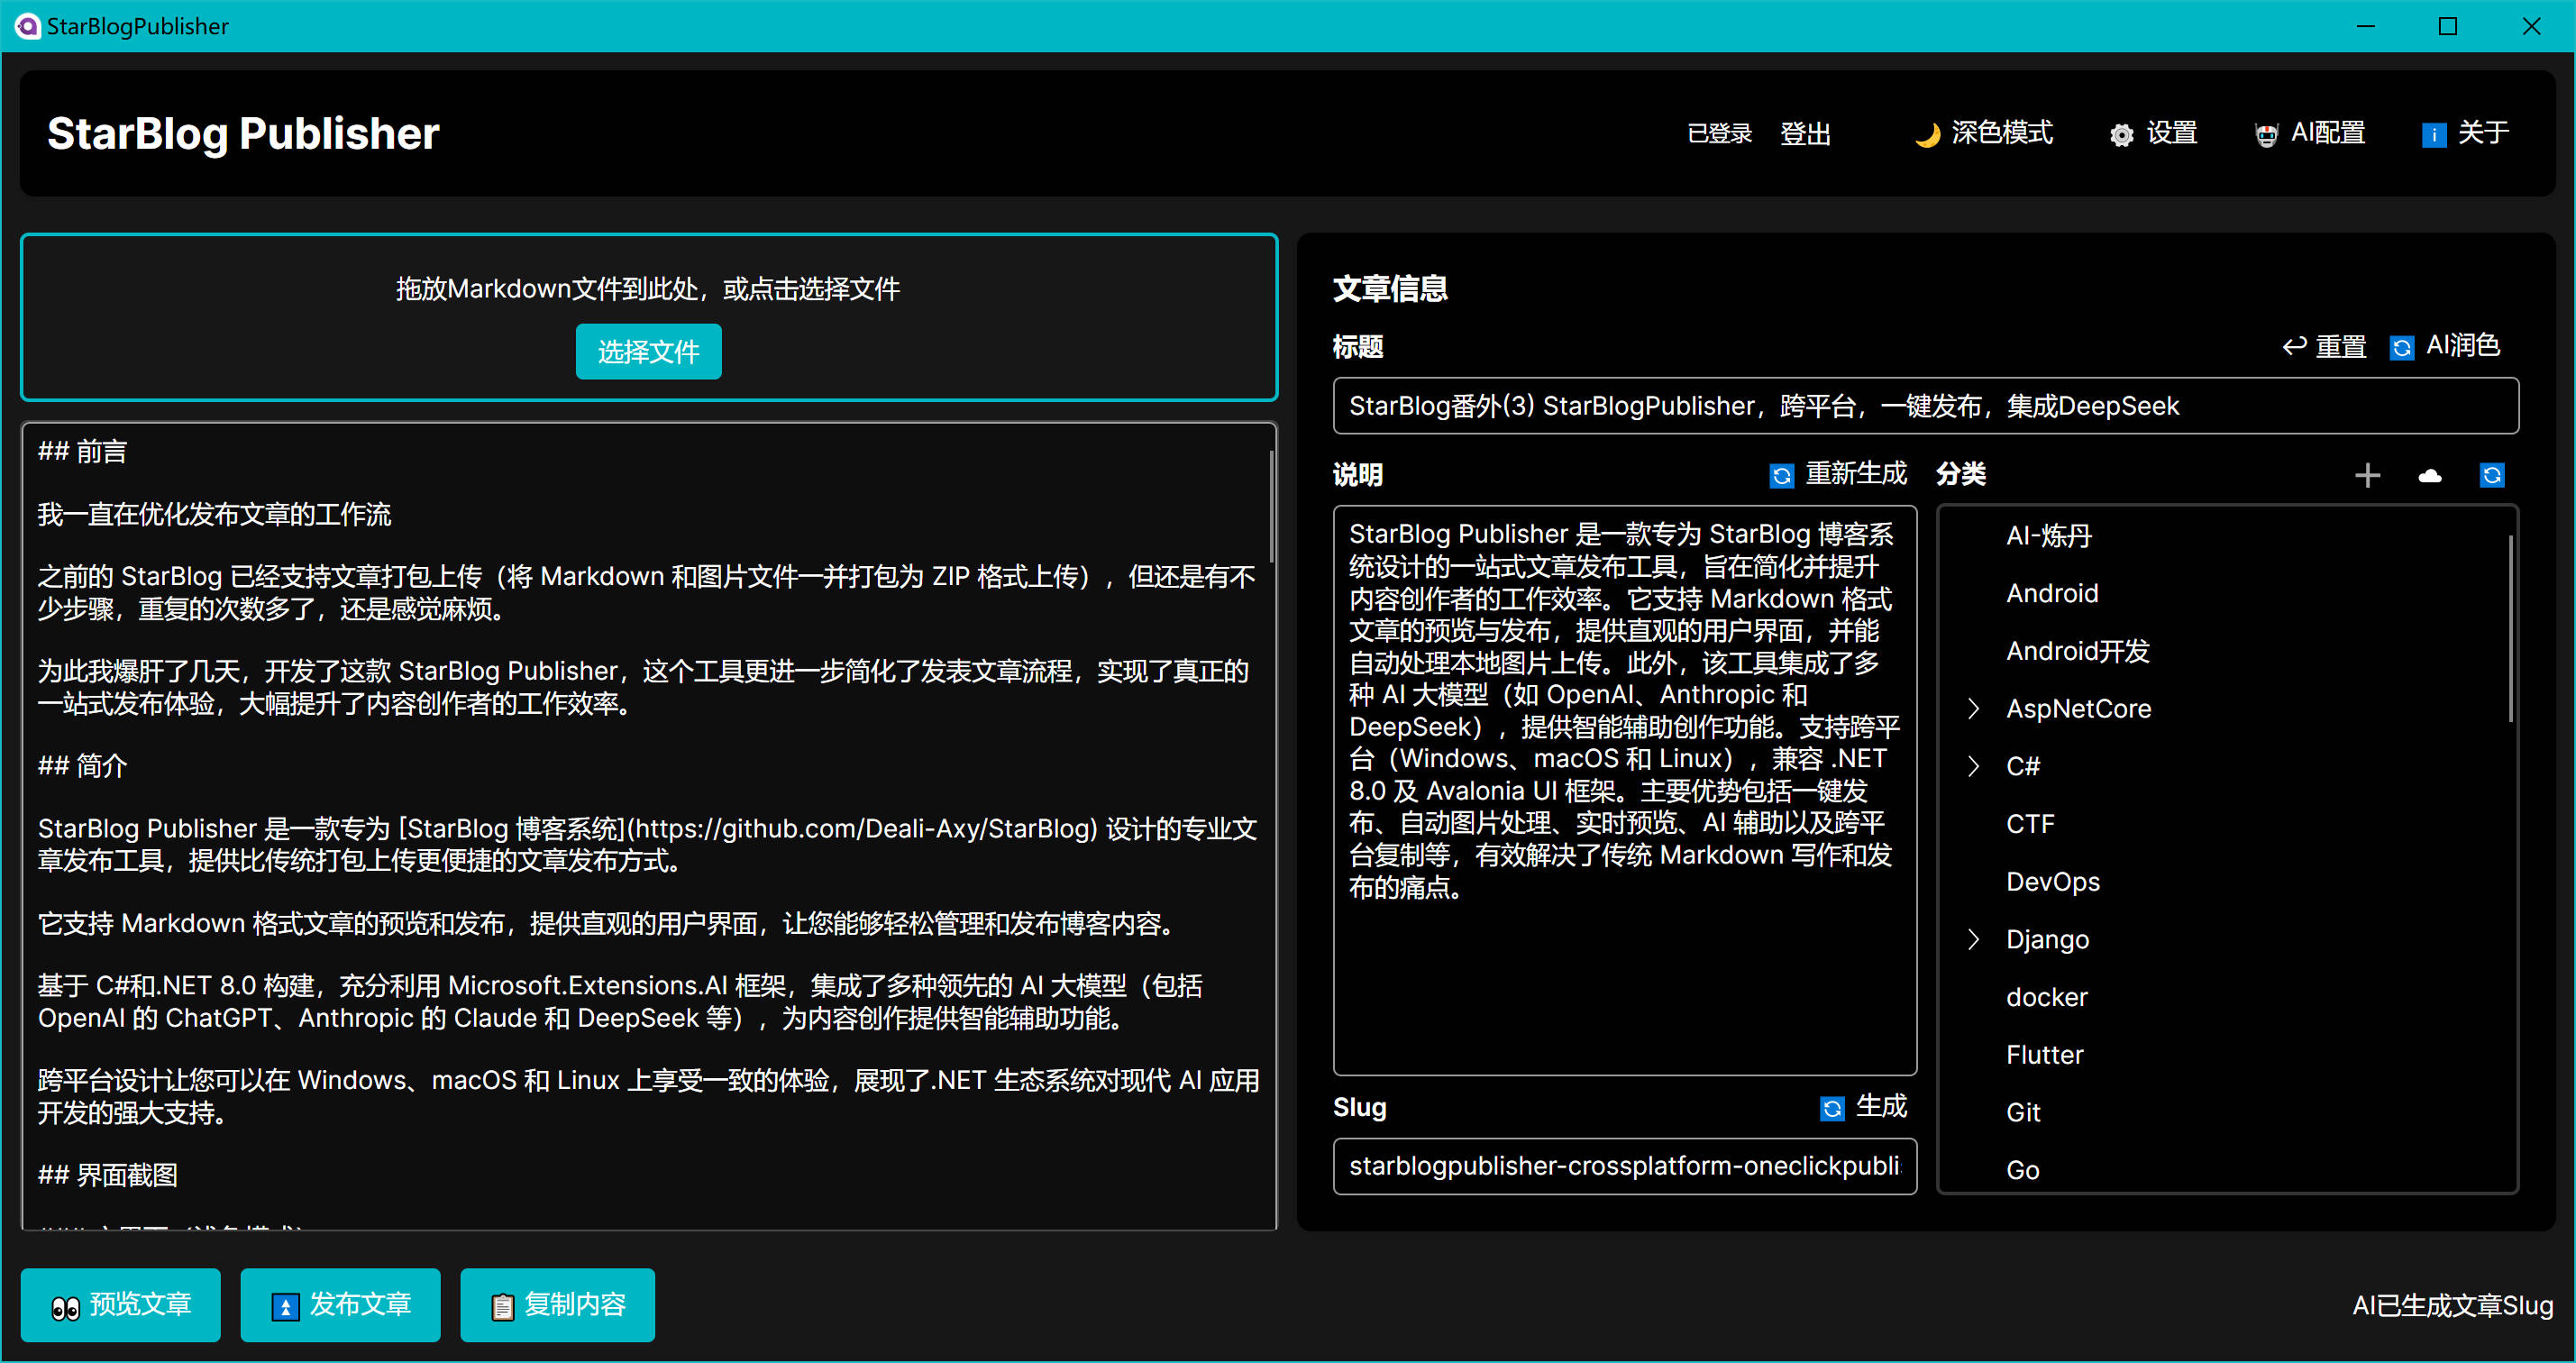 StarBlogPublisher
StarBlog Publisher
已登录 登出 深色模式 设置 AI配置 关于
拖放Markdown文件到此处，或点击选择文件
选择文件
## 前言
我一直在优化发布文章的工作流
之前的 StarBlog 已经支持文章打包上传（将 Markdown 和图片文件一并打包为 ZIP 格式上传），但还是有不
少步骤，重复的次数多了，还是感觉麻烦。
为此我爆肝了几天，开发了这款 StarBlog Publisher，这个工具更进一步简化了发表文章流程，实现了真正的
一站式发布体验，大幅提升了内容创作者的工作效率。
## 简介
StarBlog Publisher 是一款专为 [StarBlog 博客系统](https://github.com/Deali-Axy/StarBlog) 设计的专业文
章发布工具，提供比传统打包上传更便捷的文章发布方式。
它支持 Markdown 格式文章的预览和发布，提供直观的用户界面，让您能够轻松管理和发布博客内容。
基于 C#和.NET 8.0 构建，充分利用 Microsoft.Extensions.AI 框架，集成了多种领先的 AI 大模型（包括
OpenAI 的 ChatGPT、Anthropic 的 Claude 和 DeepSeek 等），为内容创作提供智能辅助功能。
跨平台设计让您可以在 Windows、macOS 和 Linux 上享受一致的体验，展现了.NET 生态系统对现代 AI 应用
开发的强大支持。
## 界面截图
文章信息
标题
重置 AI润色
StarBlog番外(3) StarBlogPublisher，跨平台，一键发布，集成DeepSeek
说明
重新生成
StarBlog Publisher 是一款专为 StarBlog 博客系
统设计的一站式文章发布工具，旨在简化并提升
内容创作者的工作效率。它支持 Markdown 格式
文章的预览与发布，提供直观的用户界面，并能
自动处理本地图片上传。此外，该工具集成了多
种 AI 大模型（如 OpenAI、Anthropic 和
DeepSeek），提供智能辅助创作功能。支持跨平
台（Windows、macOS 和 Linux），兼容 .NET
8.0 及 Avalonia UI 框架。主要优势包括一键发
布、自动图片处理、实时预览、AI 辅助以及跨平
台复制等，有效解决了传统 Markdown 写作和发
布的痛点。
Slug
生成
starblogpublisher-crossplatform-oneclickpubli
分类
AI-炼丹
Android
Android开发
AspNetCore
C#
CTF
DevOps
Django
docker
Flutter
Git
Go
预览文章
发布文章
复制内容
AI已生成文章Slug